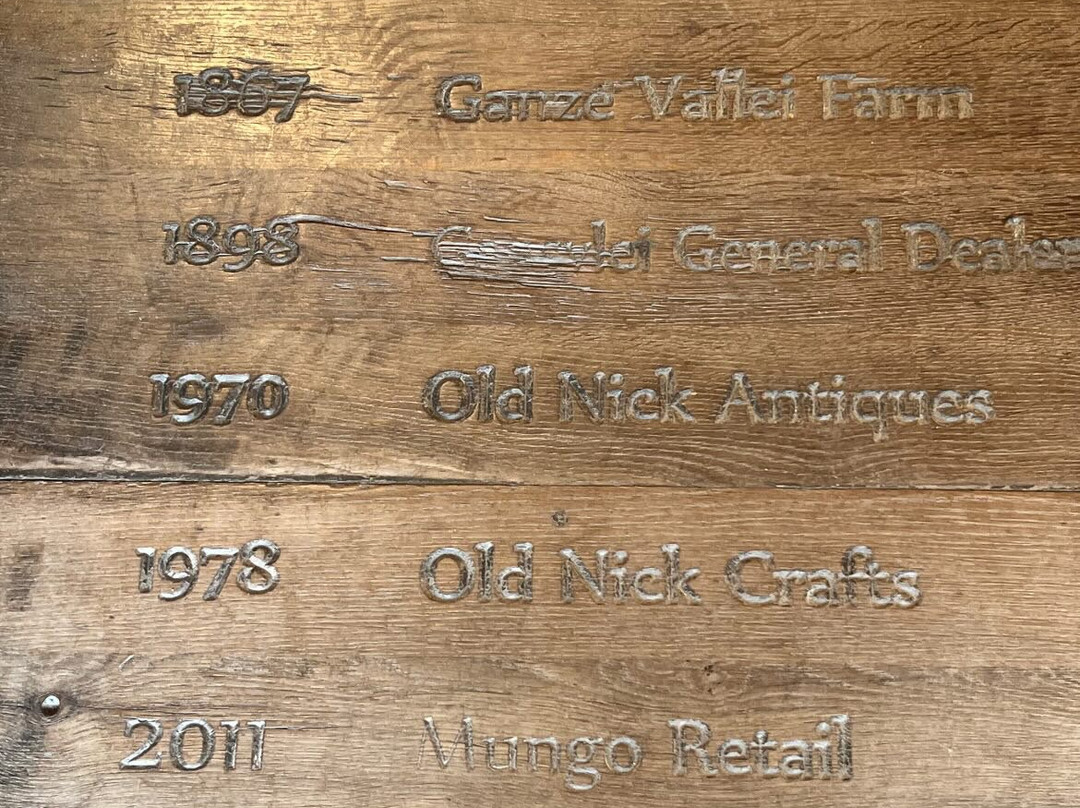 1867 Ganze Vallei Farm
1898 General Dealer
1970 Old Nick Antiques
1978 Old Nick Crafts
2011 Mungo Retail